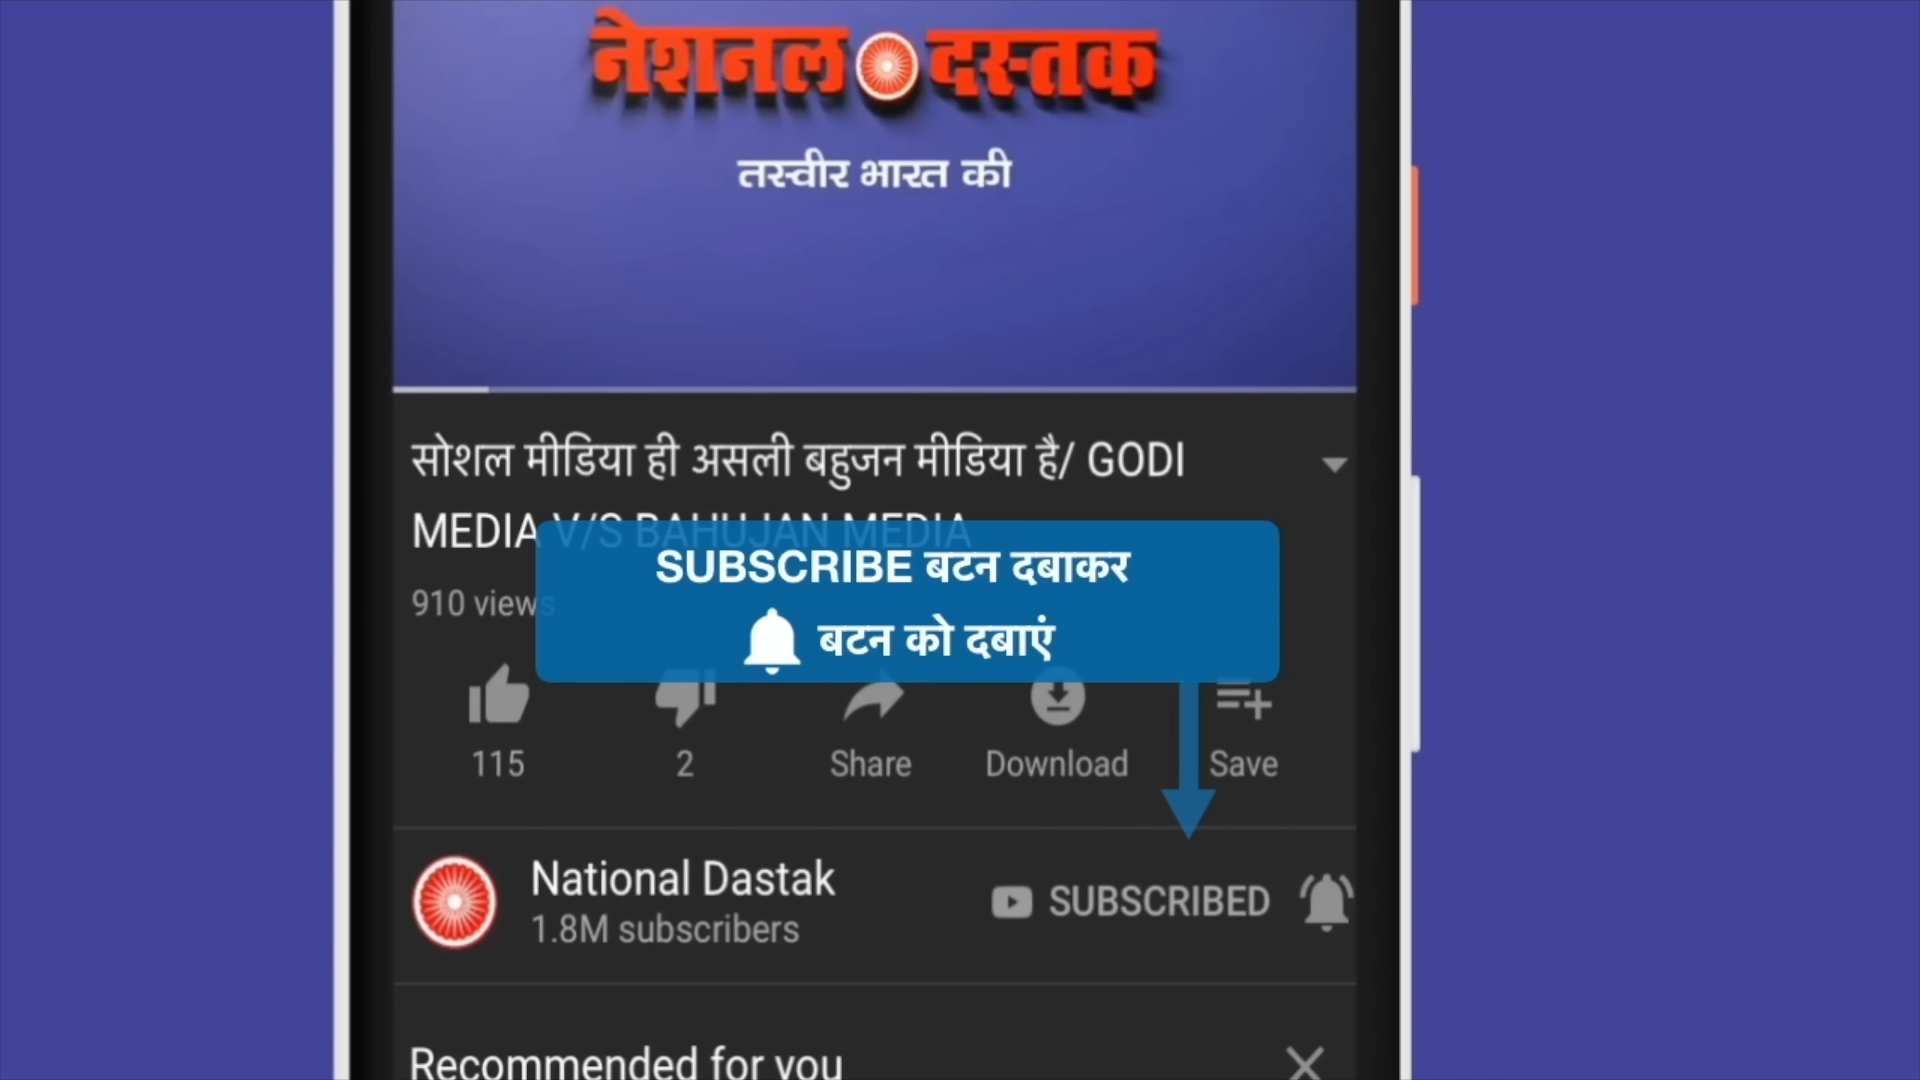 नेशनल दस्तक
तस्वीर भारत की
सोशल मीडिया ही असली बहुजन मीडिया है/ GODI
MEDIA V/S BAHUJAN MEDIA
SUBSCRIBE बटन दबाकर
910 views
बटन को दबाएं
115
2
Share
Download
Save
National Dastak
SUBSCRIBED
1.8M subscribers
Recommended for you